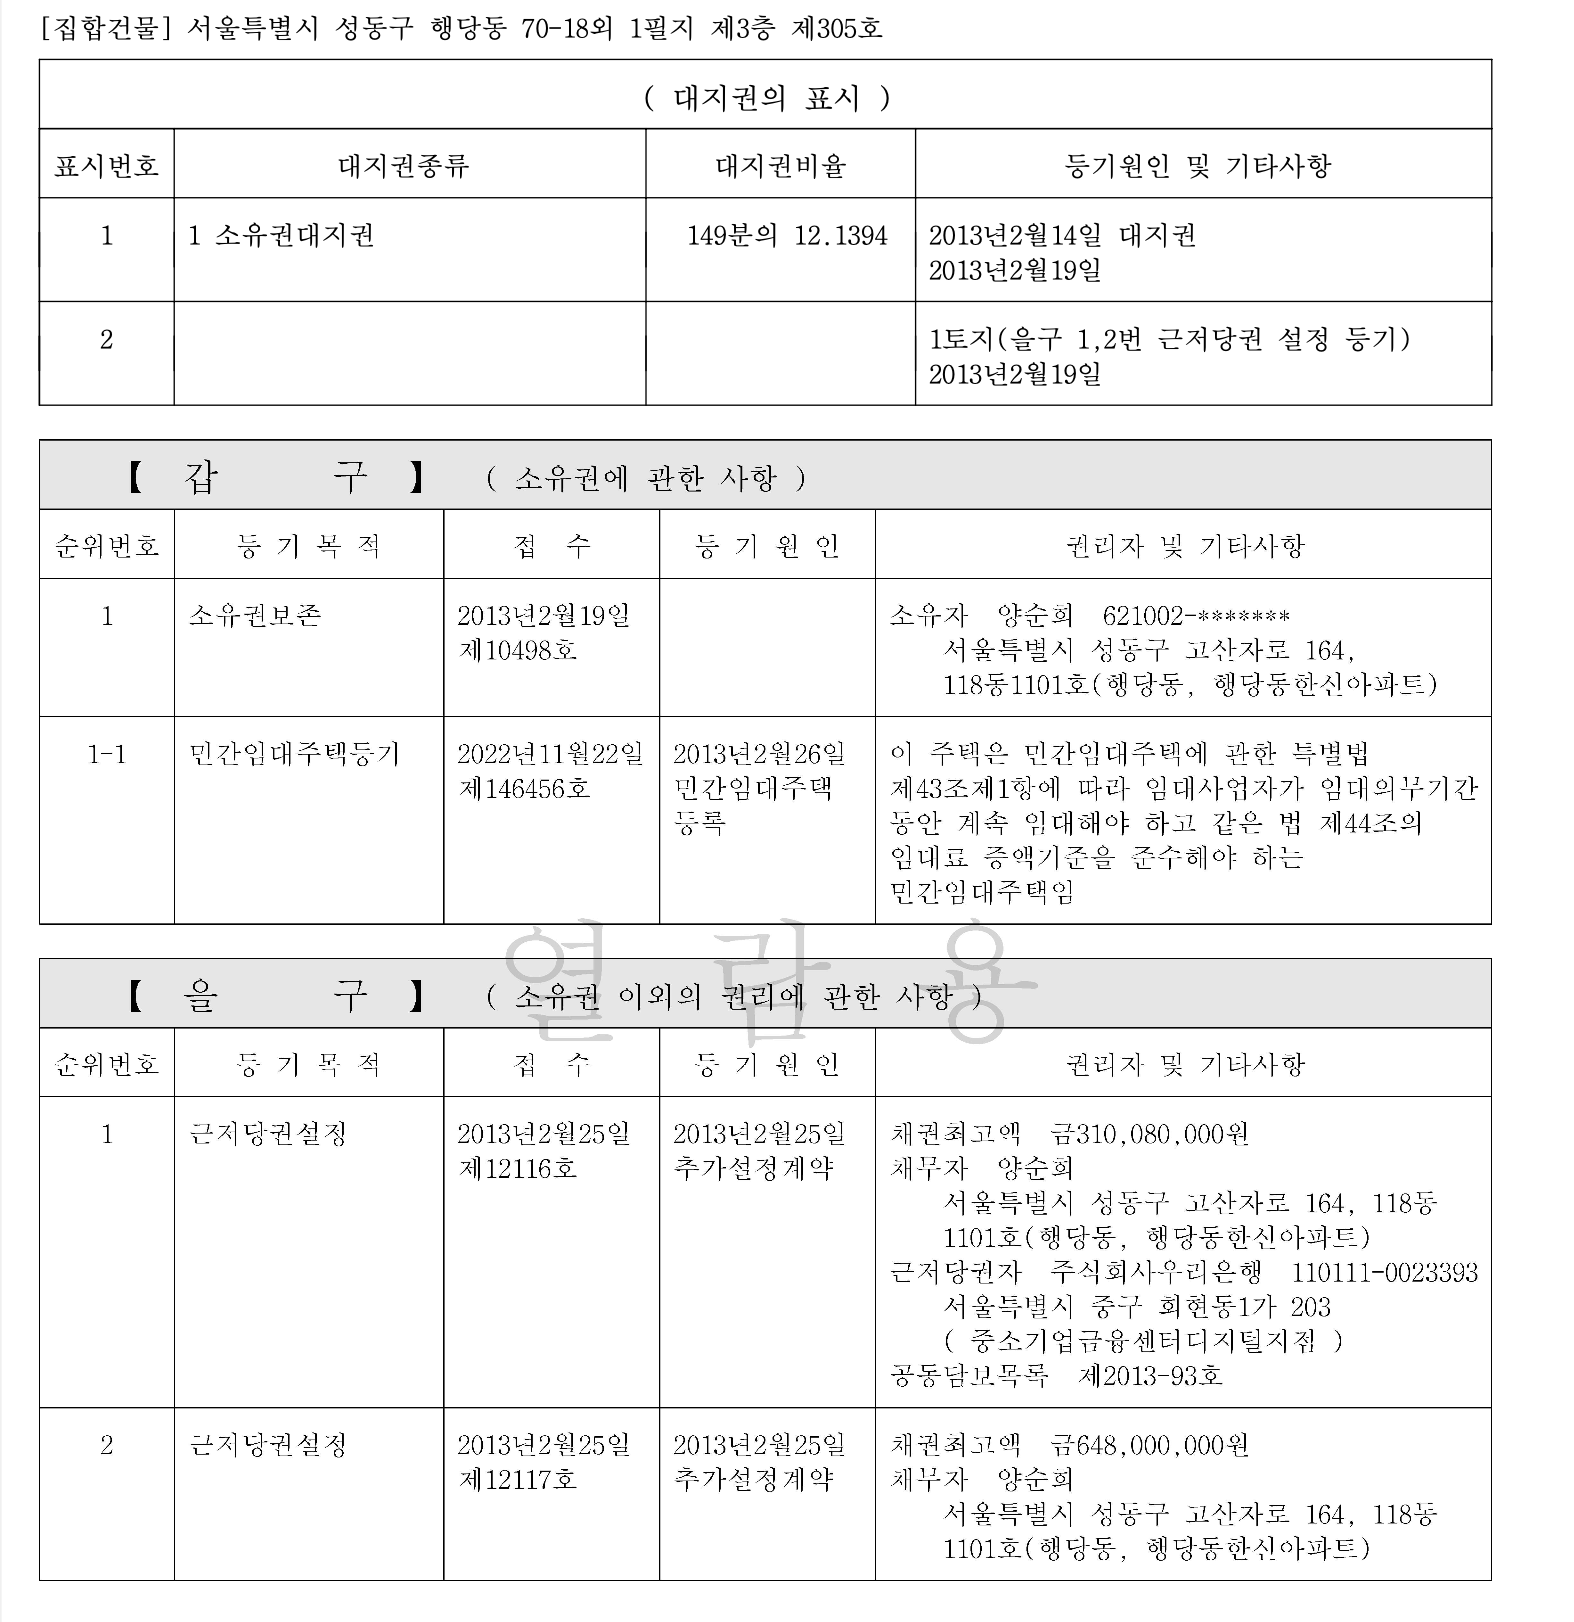 [집합건물] 서울특별시 성동구 행당동 70-18외 1필지 제3층 제305호
( 대지권의 표시 )
표시번호 대지권종류 대지권비율 등기원인 및 기타사항
1 1 소유권대지권 149분의 12.1394 2013년2월14일 대지권
2013년2월19일
2 1토지(을구 1,2번 근저당권 설정 등기)
2013년2월19일
【 갑 구 】 ( 소유권에 관한 사항 )
순위번호 등 기 목 적 접 수 등 기 원 인 권리자 및 기타사항
1 소유권보존 2013년2월19일 소유자 양순희 621002-*******
제10498호 서울특별시 성동구 고산자로 164,
118동1101호(행당동, 행당동한신아파트)
1-1 민간임대주택등기 2022년11월22일 2013년2월26일 이 주택은 민간임대주택에 관한 특별법
제146456호 민간임대주택 제43조제1항에 따라 임대사업자가 임대의무기간
등록 동안 계속 임대해야 하고 같은 법 제44조의
임대료 증액기준을 준수해야 하는
민간임대주택임
열 람 용
【 을 구 】 ( 소유권 이외의 권리에 관한 사항 )
순위번호 등 기 목 적 접 수 등 기 원 인 권리자 및 기타사항
1 근저당권설정 2013년2월25일 2013년2월25일 채권최고액 금310,080,000원
제12116호 추가설정계약 채무자 양순희
서울특별시 성동구 고산자로 164, 118동
1101호(행당동, 행당동한신아파트)
근저당권자 주식회사우리은행 110111-0023393
서울특별시 중구 회현동1가 203
( 중소기업금융센터디지털지점 )
공동담보목록 제2013-93호
2 근저당권설정 2013년2월25일 2013년2월25일 채권최고액 금648,000,000원
제12117호 추가설정계약 채무자 양순희
서울특별시 성동구 고산자로 164, 118동
1101호(행당동, 행당동한신아파트)